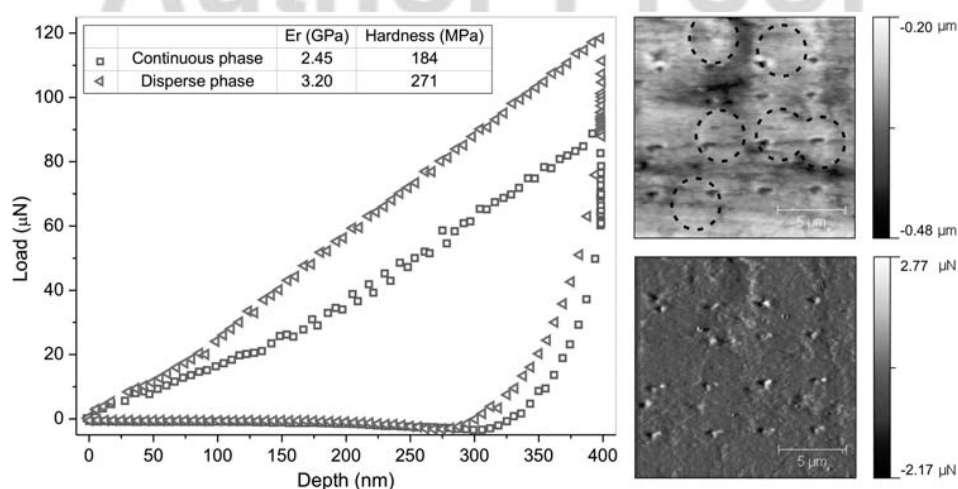 Author Proof
120
100
80
60
40
20
0
Load (μN)
Er (GPa) Hardness (MPa)
Continuous phase 2.45 184
Disperse phase 3.20 271
0 50 100 150 200 250 300 350 400
Depth (nm)
5 μm
-0.20 μm
-0.48 μm
5 μm
2.77 μN
-2.17 μN